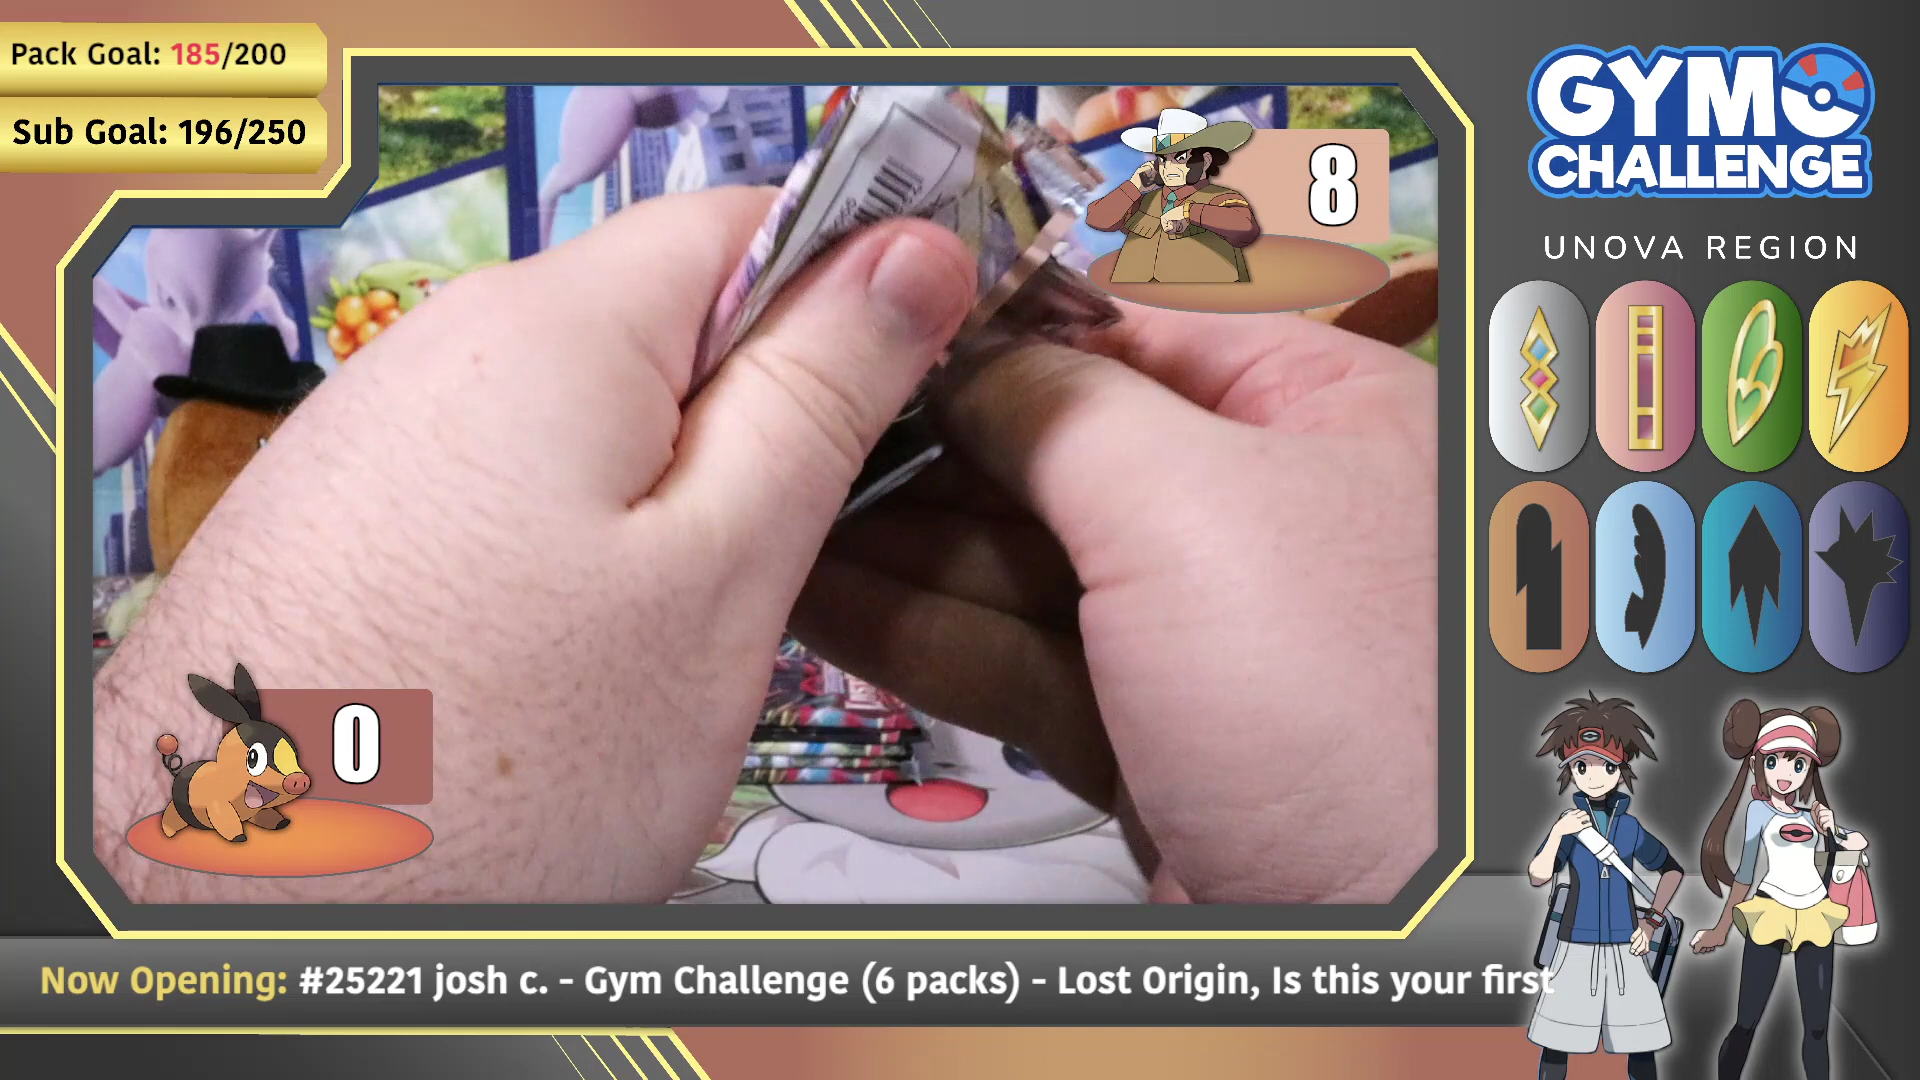 Pack Goal: 185/200
Sub Goal: 196/250
8
GYM
CHALLENGE
UNOVA REGION
0
Now Opening: #25221 josh c. - Gym Challenge (6 packs) - Lost Origin, Is this your first